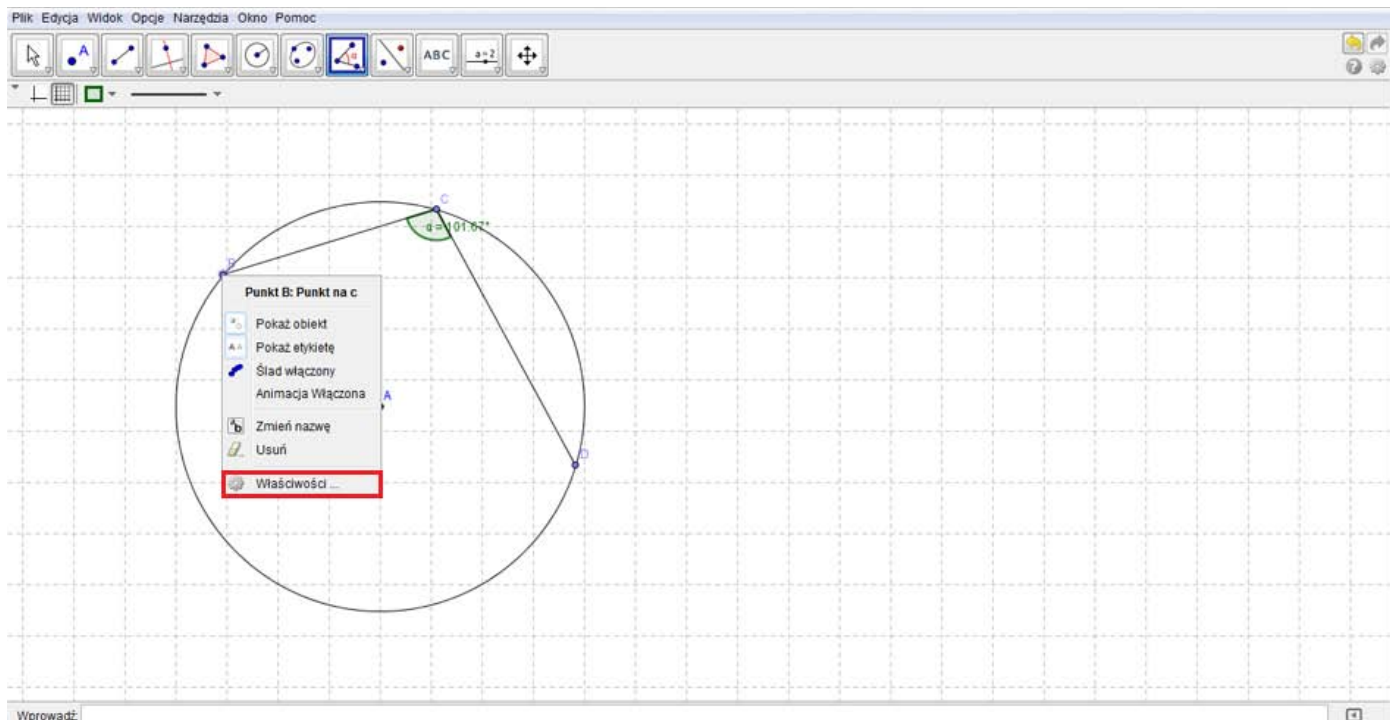 Plik Edycja Widok Opcje Narzędzia Okno Pomoc
A
α
ABC
a=2
C
α = 101.67°
B
Punkt B: Punkt na c
Pokaż obiekt
Pokaż etykietę
Ślad włączony
Animacja Włączona
A
Zmień nazwę
Usuń
D
Właściwości ...
Wprowadź: